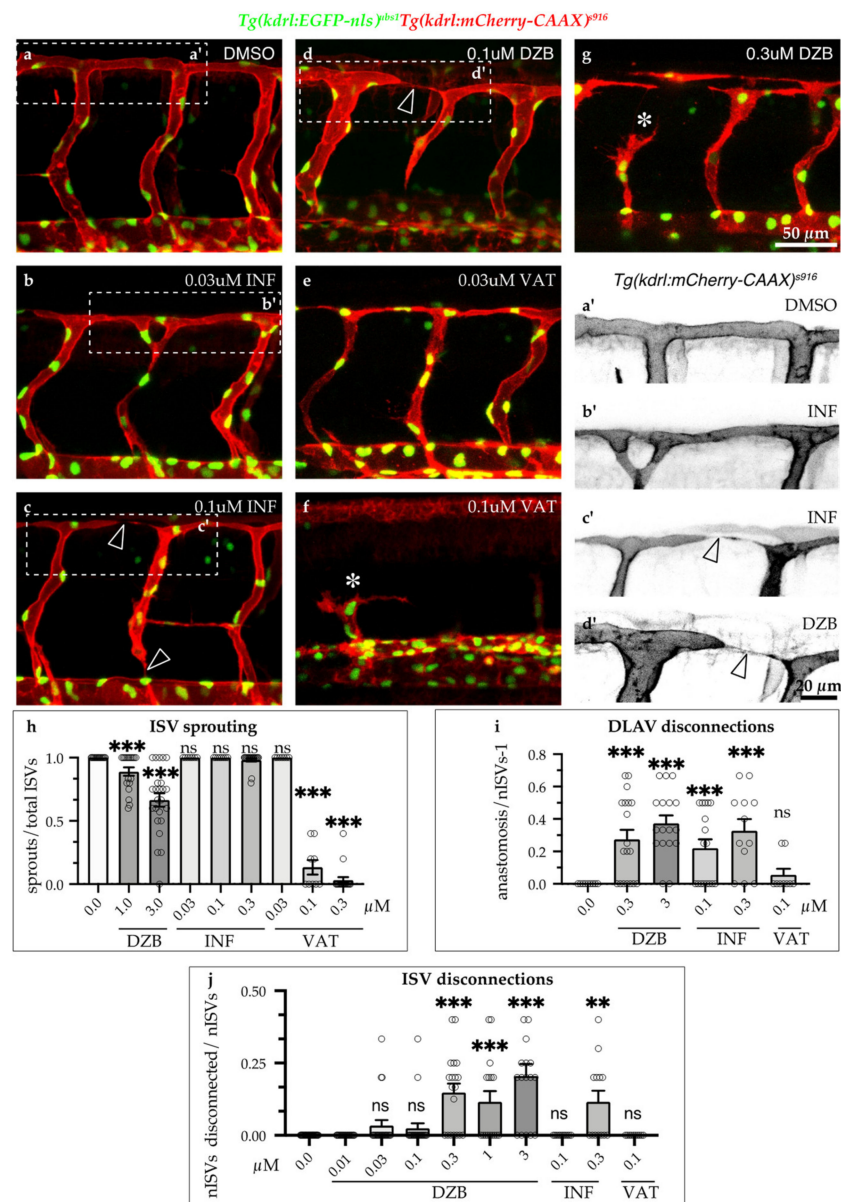 Tg(kdrl:EGFP-nls)ubs1Tg(kdrl:mCherry-CAAX)s916
a a' DMSO
d 0.1uM DZB
d'
g 0.3uM DZB
*
50 µm
b 0.03uM INF
b'
e 0.03uM VAT
Tg(kdrl:mCherry-CAAX)s916
a' DMSO
b' INF
c 0.1uM INF
c'
f 0.1uM VAT
*
c' INF
d' DZB
20 µm
h ISV sprouting
sprouts/total ISVs
1.0
0.5
0.0
*** *** ns ns ns ns *** ***
0.0 1.0 3.0 0.03 0.1 0.3 0.03 0.1 0.3 µM
DZB INF VAT
i DLAV disconnections
anastomosis/nISVs-1
0.8
0.6
0.4
0.2
0.0
*** *** *** *** ns
0.0 0.3 3 0.1 0.3 0.1 µM
DZB INF VAT
j ISV disconnections
nISVs disconnected/ nISVs
0.50
0.25
0.00
ns ns *** *** *** ns ** ns
µM 0.0 0.01 0.03 0.1 0.3 1 3 0.1 0.3 0.1
DZB INF VAT